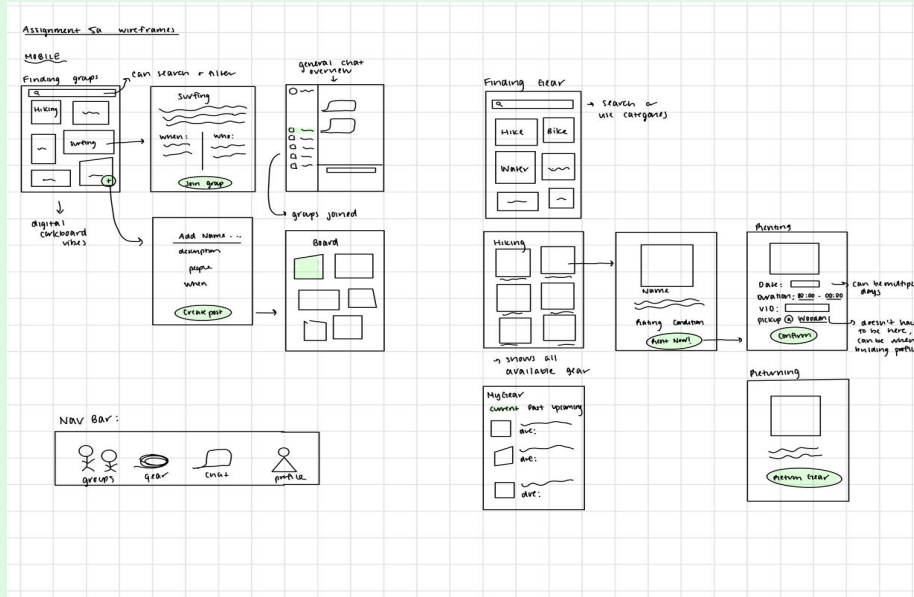 Assignment 5a wireframes
MOBILE
Finding groups
can search + filter
Hiking
Surfing
+
digital
corkboard
vibes
Surfing
when:
who:
Join group
general chat
overview
groups joined
Add Name...
description
people
when
Create post
Board
Nav Bar:
groups
gear
chat
profile
Finding Gear
search or
use categories
Hike
Bike
Water
Hiking
shows all
available gear
Name
Rating Condition
Rent Now!
Renting
Date:
can be multiple
days
Duration: 00:00 - 00:00
VID:
pickup @ Wooden
doesn't have
to be here,
can be when
building profile
Confirm
My Gear
current Past upcoming
due:
due:
due:
Returning
Return Gear